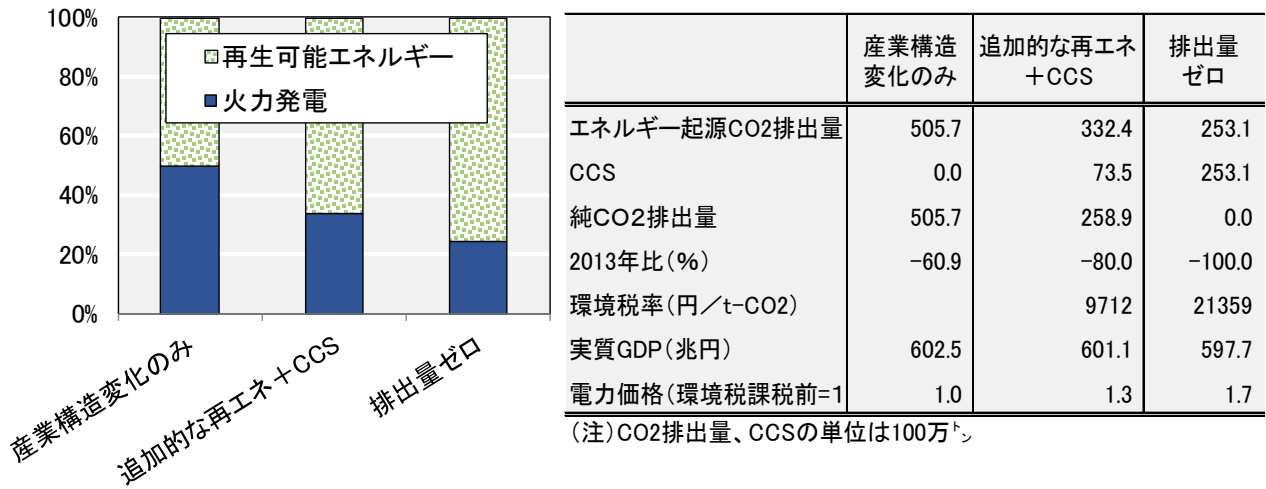 100%
80%
60%
40%
20%
0%
再生可能エネルギー
火力発電
産業構造変化のみ
追加的な再エネ＋CCS
排出量ゼロ
産業構造 追加的な再エネ 排出量
変化のみ ＋CCS ゼロ
エネルギー起源CO2排出量 505.7 332.4 253.1
CCS 0.0 73.5 253.1
純CO2排出量 505.7 258.9 0.0
2013年比(％) -60.9 -80.0 -100.0
環境税率(円／t-CO2) 9712 21359
実質GDP(兆円) 602.5 601.1 597.7
電力価格(環境税課税前=1 1.0 1.3 1.7
(注)CO2排出量、CCSの単位は100万㌧